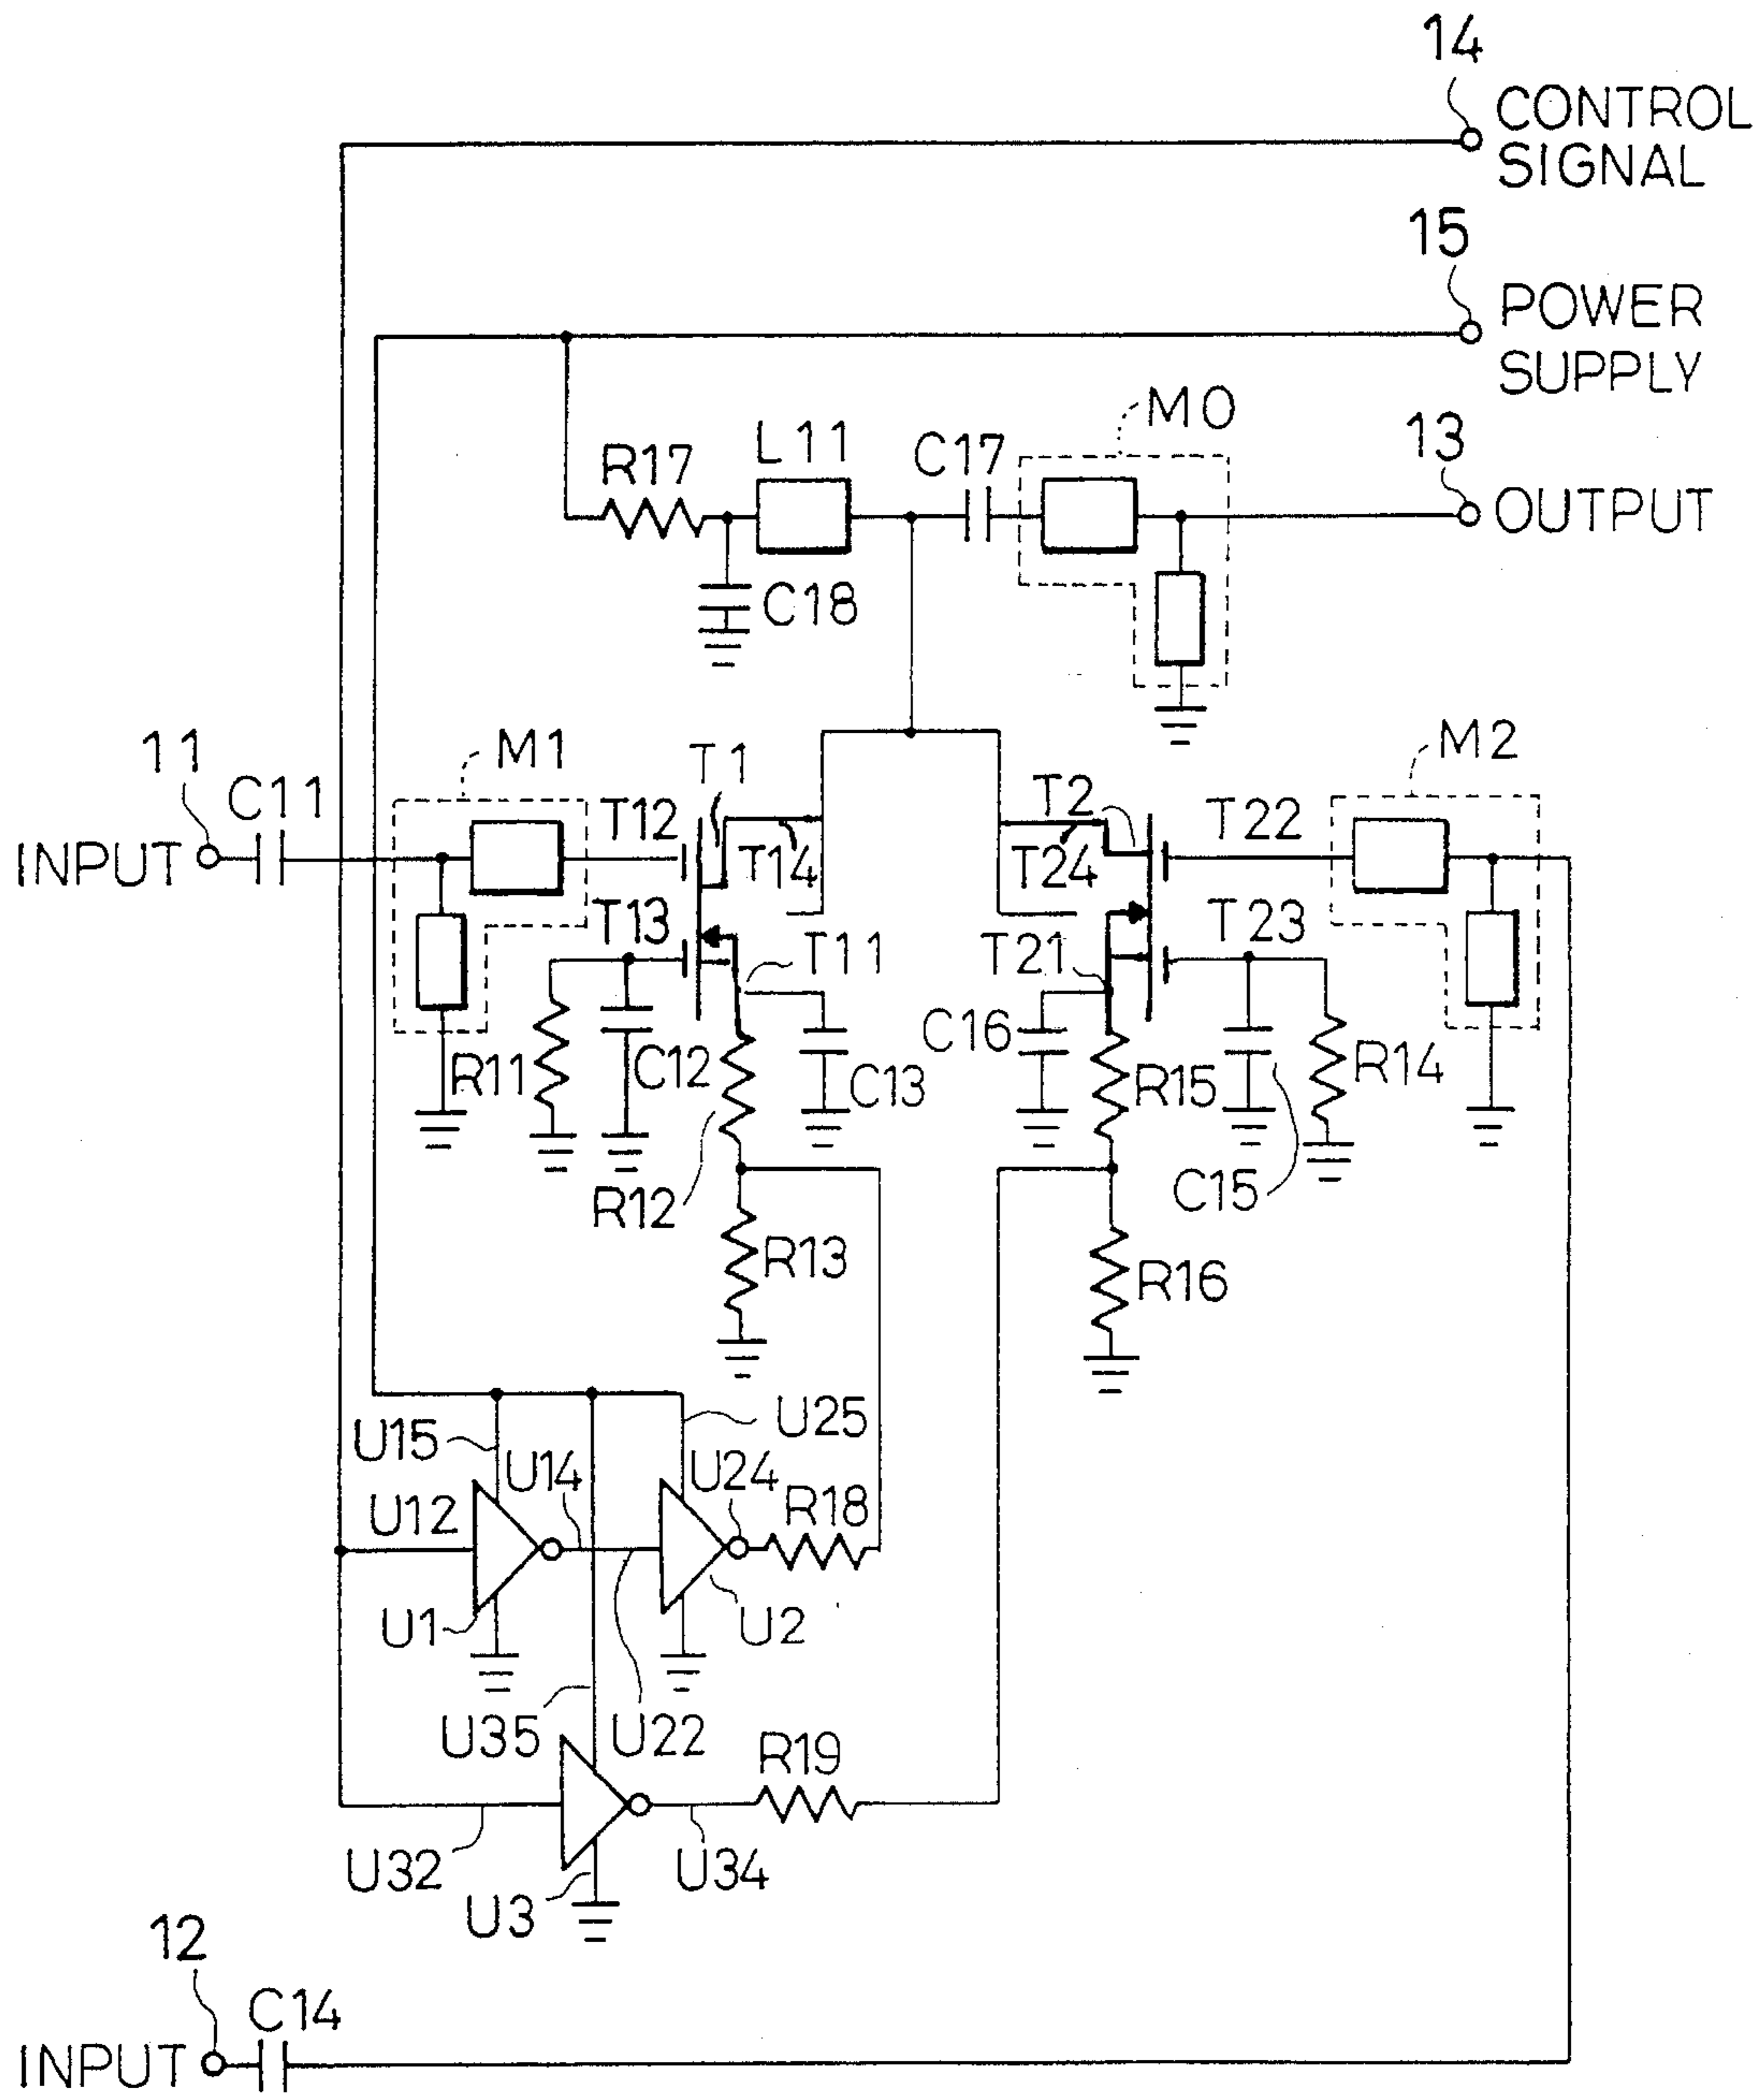 14
CONTROL
SIGNAL
15
POWER
SUPPLY
M0
13
L11
C17
R17
OUTPUT
C18
11
M1
T1
M2
C11
T12
T2
T22
INPUT
T14
T24
T13
T11
T21
T23
R11
C12
C13
C16
R15
R14
R12
C15
R13
R16
U25
U15
U14
U24
R18
U12
U1
U2
U35
U22
R19
U32
U3
U34
12
C14
INPUT